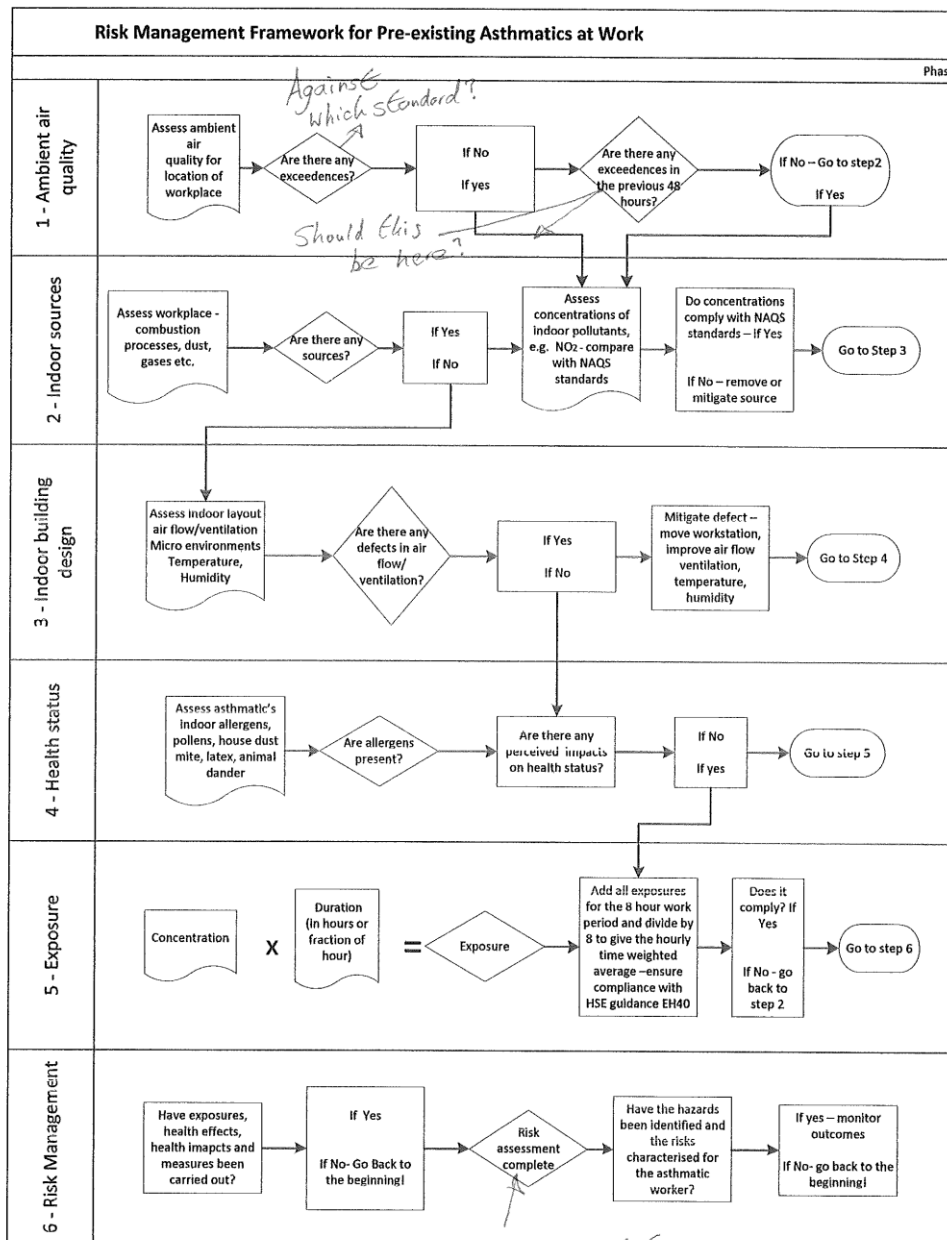 Risk Management Framework for Pre-existing Asthmatics at Work
Phas
1 - Ambient air
quality
Assess ambient
air
quality for
location of
workplace
Against
which standard?
Are there any
exceedences?
If No
If yes
Are there any
exceedences in
the previous 48
hours?
If No – Go to step2
If Yes
Should this
be here?
2 - Indoor sources
Assess workplace -
combustion
processes, dust,
gases etc.
Are there any
sources?
If Yes
If No
Assess
concentrations of
indoor pollutants,
e.g. NO2 - compare
with NAQS
standards
Do concentrations
comply with NAQS
standards – If Yes
If No – remove or
mitigate source
Go to Step 3
3 - Indoor building
design
Assess indoor layout
air flow/ventilation
Micro environments
Temperature,
Humidity
Are there any
defects in air
flow/
ventilation?
If Yes
If No
Mitigate defect –
move workstation,
improve air flow
ventilation,
temperature,
humidity
Go to Step 4
4 - Health status
Assess asthmatic's
indoor allergens,
pollens, house dust
mite, latex, animal
dander
Are allergens
present?
Are there any
perceived impacts
on health status?
If No
If yes
Go to step 5
5 - Exposure
Concentration
X
Duration
(in hours or
fraction of
hour)
=
Exposure
Add all exposures
for the 8 hour work
period and divide by
8 to give the hourly
time weighted
average –ensure
compliance with
HSE guidance EH40
Does it
comply? If
Yes
If No - go
back to
step 2
Go to step 6
6 - Risk Management
Have exposures,
health effects,
health imapcts and
measures been
carried out?
If Yes
If No- Go Back to
the beginning!
Risk
assessment
complete
Have the hazards
been identified and
the risks
characterised for
the asthmatic
worker?
If yes – monitor
outcomes
If No- go back to the
beginning!